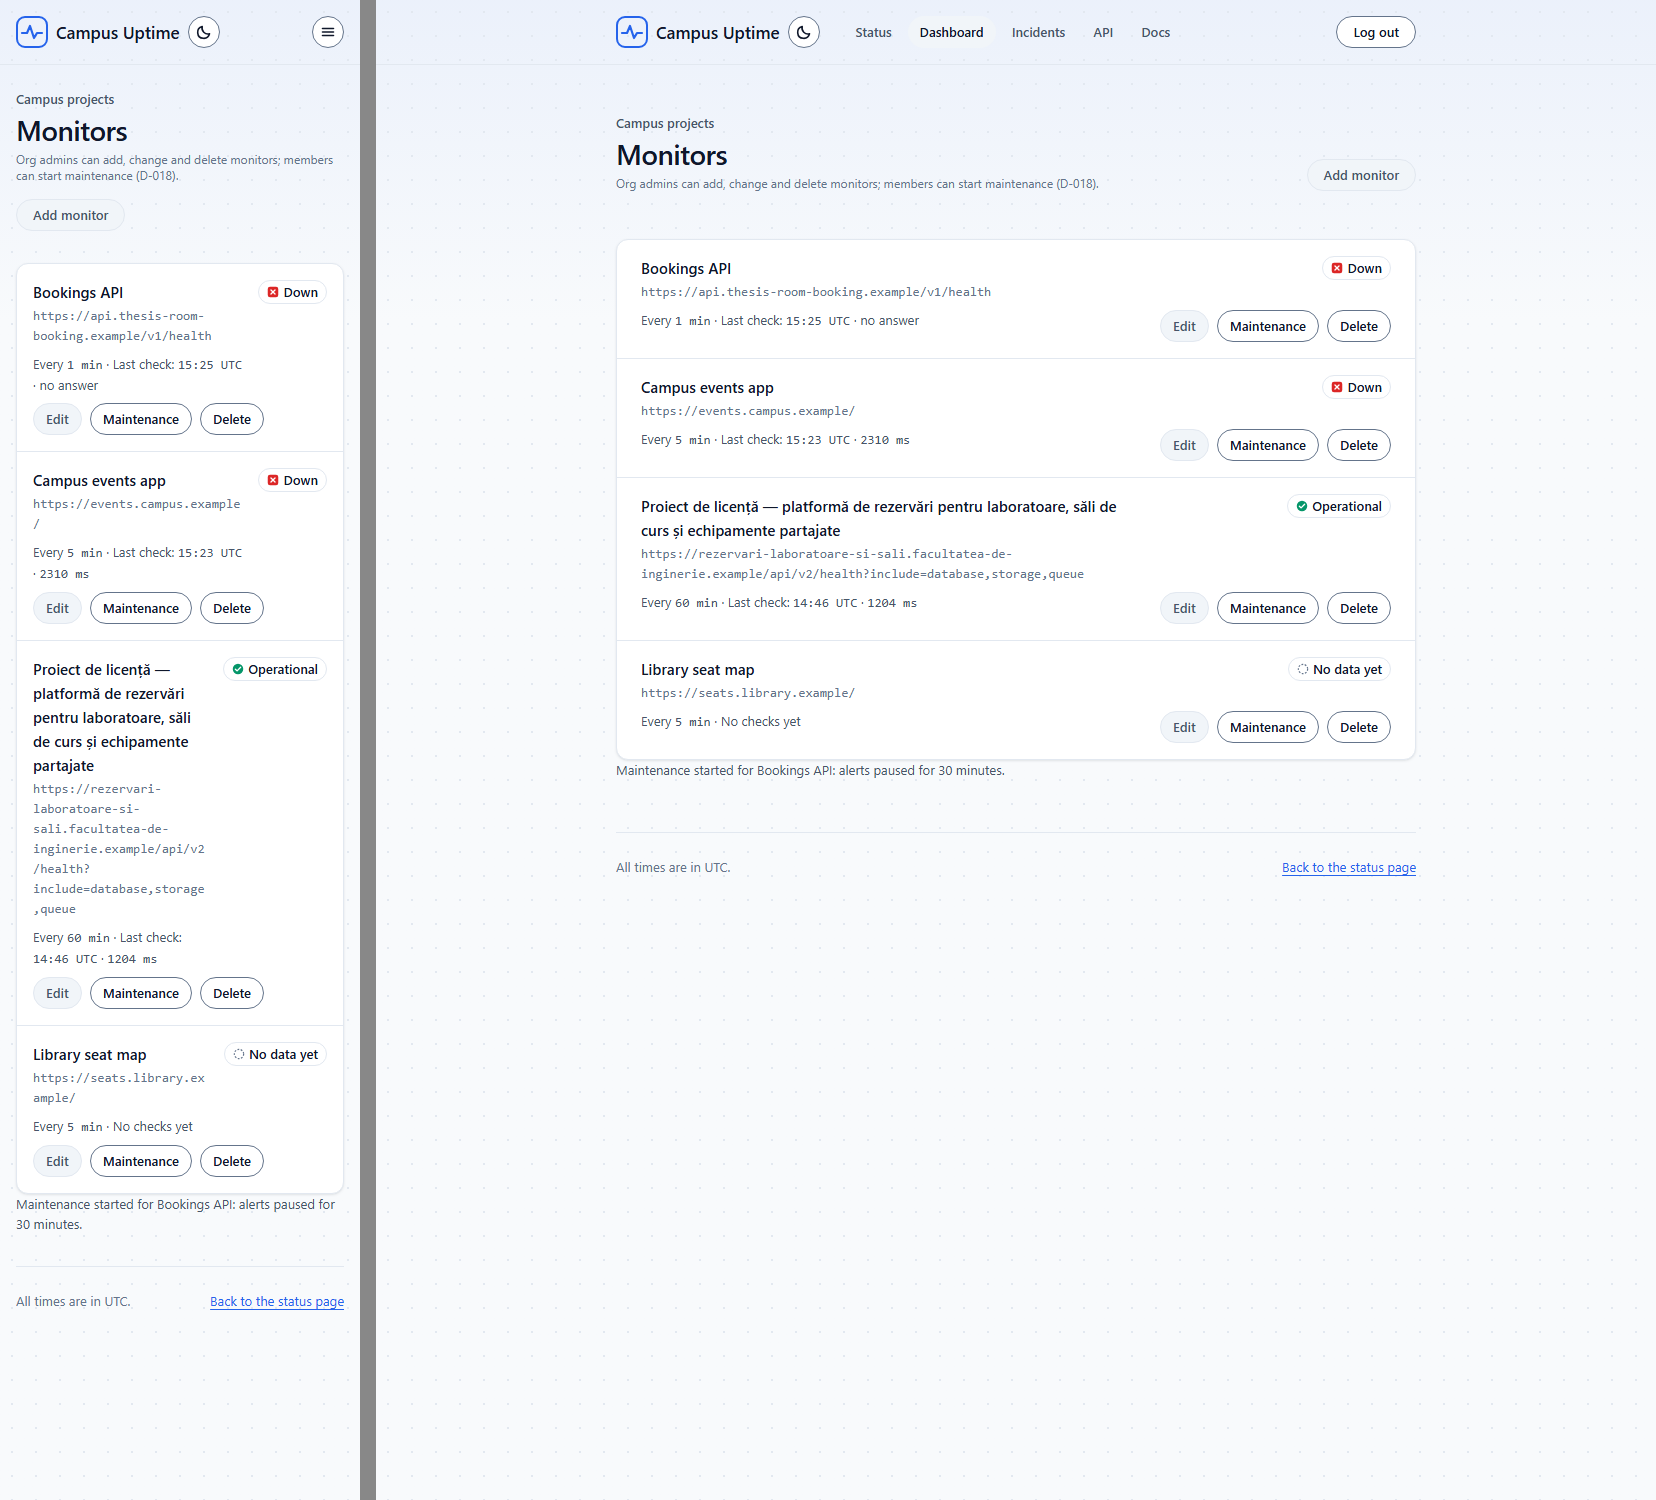 Campus Uptime
Campus projects
Monitors
Org admins can add, change and delete monitors; members
can start maintenance (D-018).
Add monitor
Bookings API
Down
https://api.thesis-room-
booking.example/v1/health
Every 1 min · Last check: 15:25 UTC
· no answer
Edit Maintenance Delete
Campus events app
Down
https://events.campus.example
/
Every 5 min · Last check: 15:23 UTC
· 2310 ms
Edit Maintenance Delete
Proiect de licență —
platformă de rezervări
pentru laboratoare, săli
de curs și echipamente
partajate
Operational
https://rezervari-
laboratoare-si-
sali.facultatea-de-
inginerie.example/api/v2
/health?
include=database,storage
,queue
Every 60 min · Last check:
14:46 UTC · 1204 ms
Edit Maintenance Delete
Library seat map
No data yet
https://seats.library.ex
ample/
Every 5 min · No checks yet
Edit Maintenance Delete
Maintenance started for Bookings API: alerts paused for
30 minutes.
All times are in UTC.
Back to the status page
Campus Uptime
Status Dashboard Incidents API Docs
Log out
Campus projects
Monitors
Org admins can add, change and delete monitors; members can start maintenance (D-018).
Add monitor
Bookings API
Down
https://api.thesis-room-booking.example/v1/health
Every 1 min · Last check: 15:25 UTC · no answer
Edit Maintenance Delete
Campus events app
Down
https://events.campus.example/
Every 5 min · Last check: 15:23 UTC · 2310 ms
Edit Maintenance Delete
Proiect de licență — platformă de rezervări pentru laboratoare, săli de
curs și echipamente partajate
Operational
https://rezervari-laboratoare-si-sali.facultatea-de-
inginerie.example/api/v2/health?include=database,storage,queue
Every 60 min · Last check: 14:46 UTC · 1204 ms
Edit Maintenance Delete
Library seat map
No data yet
https://seats.library.example/
Every 5 min · No checks yet
Edit Maintenance Delete
Maintenance started for Bookings API: alerts paused for 30 minutes.
All times are in UTC.
Back to the status page